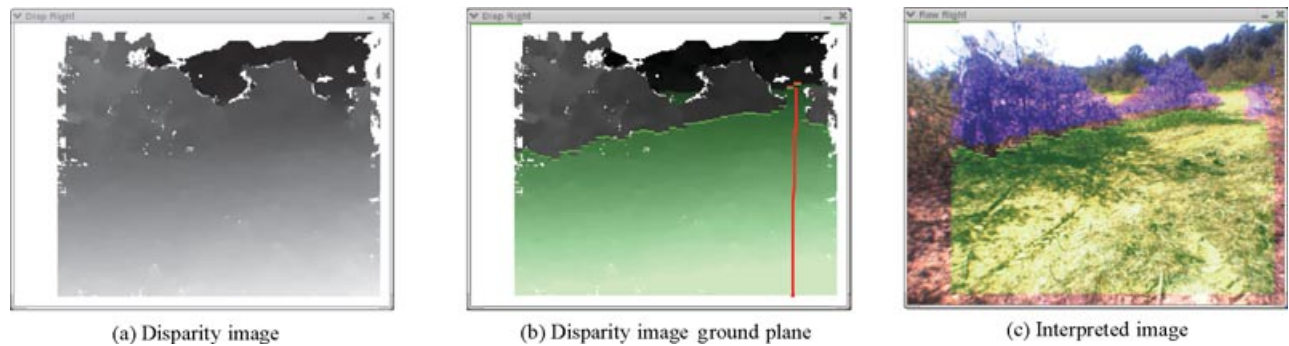 Disp Right
Disp Right
Raw Right
(a) Disparity image
(b) Disparity image ground plane
(c) Interpreted image